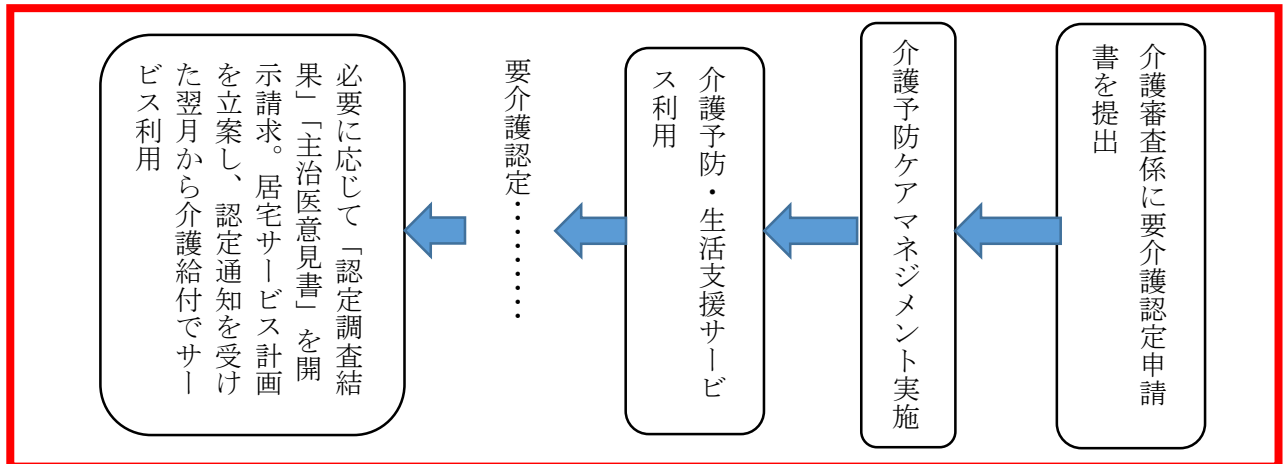 介護審査係に要介護認定申請
書を提出
介護予防ケアマネジメント実施
介護予防・生活支援サービ
ス利用
要介護認定………
必要に応じて「認定調査結
果」「主治医意見書」を開
示請求。居宅サービス計画
を立案し、認定通知を受け
た翌月から介護給付でサー
ビス利用